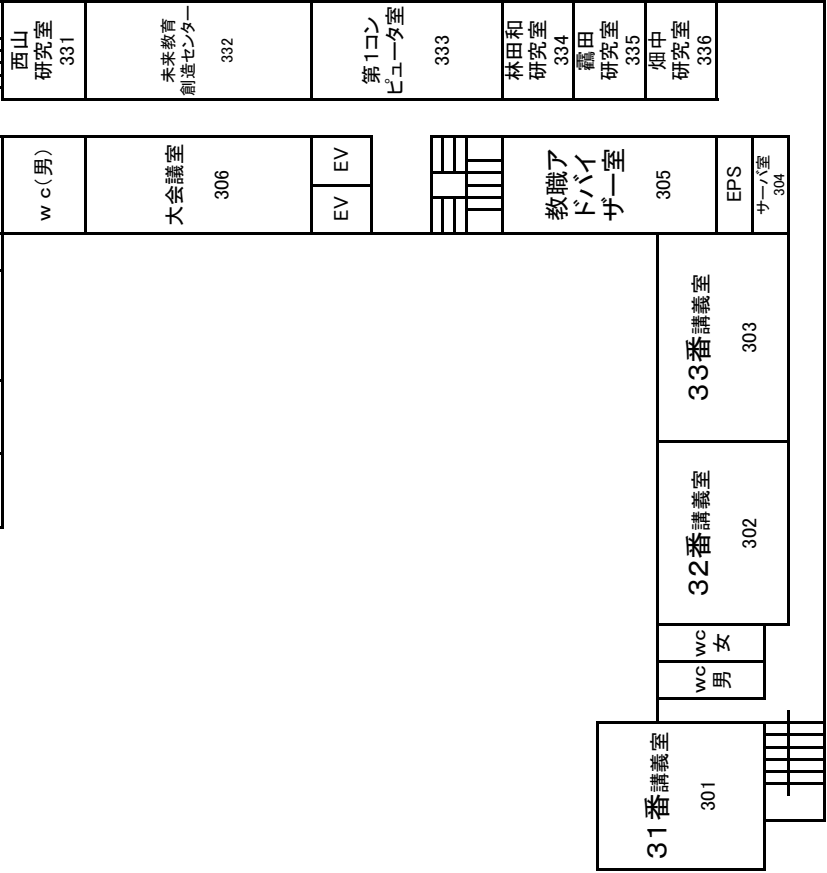 西山
研究室
331
未来教育
創造センター
332
第1コン
ピュータ室
333
林田和
研究室
334
靏田
研究室
335
畑中
研究室
336
ｗｃ(男)
大会議室
306
EV
EV
教職ア
ドバイ
ザー室
305
EPS
サーバ室
304
33番講義室
303
32番講義室
302
wc
女
wc
男
31番講義室
301